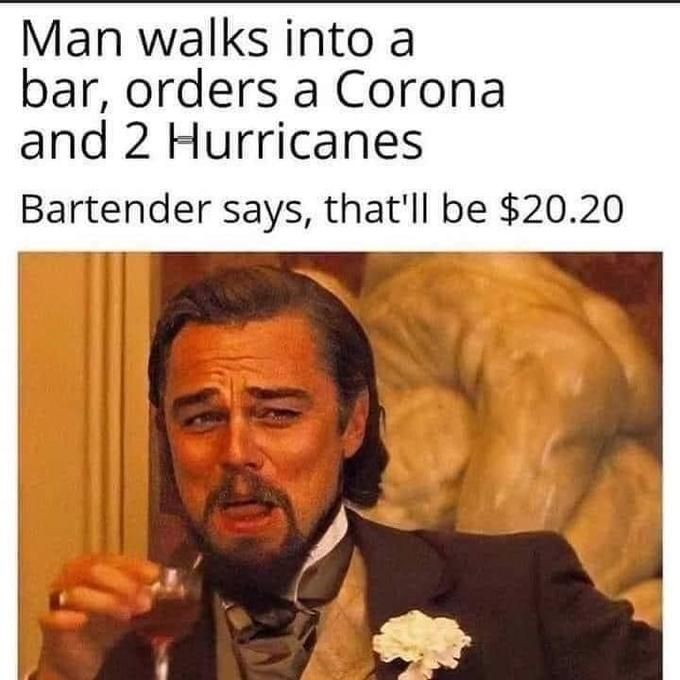 Man walks into a
bar, orders a Corona
and 2 Hurricanes
Bartender says, that'll be $20.20